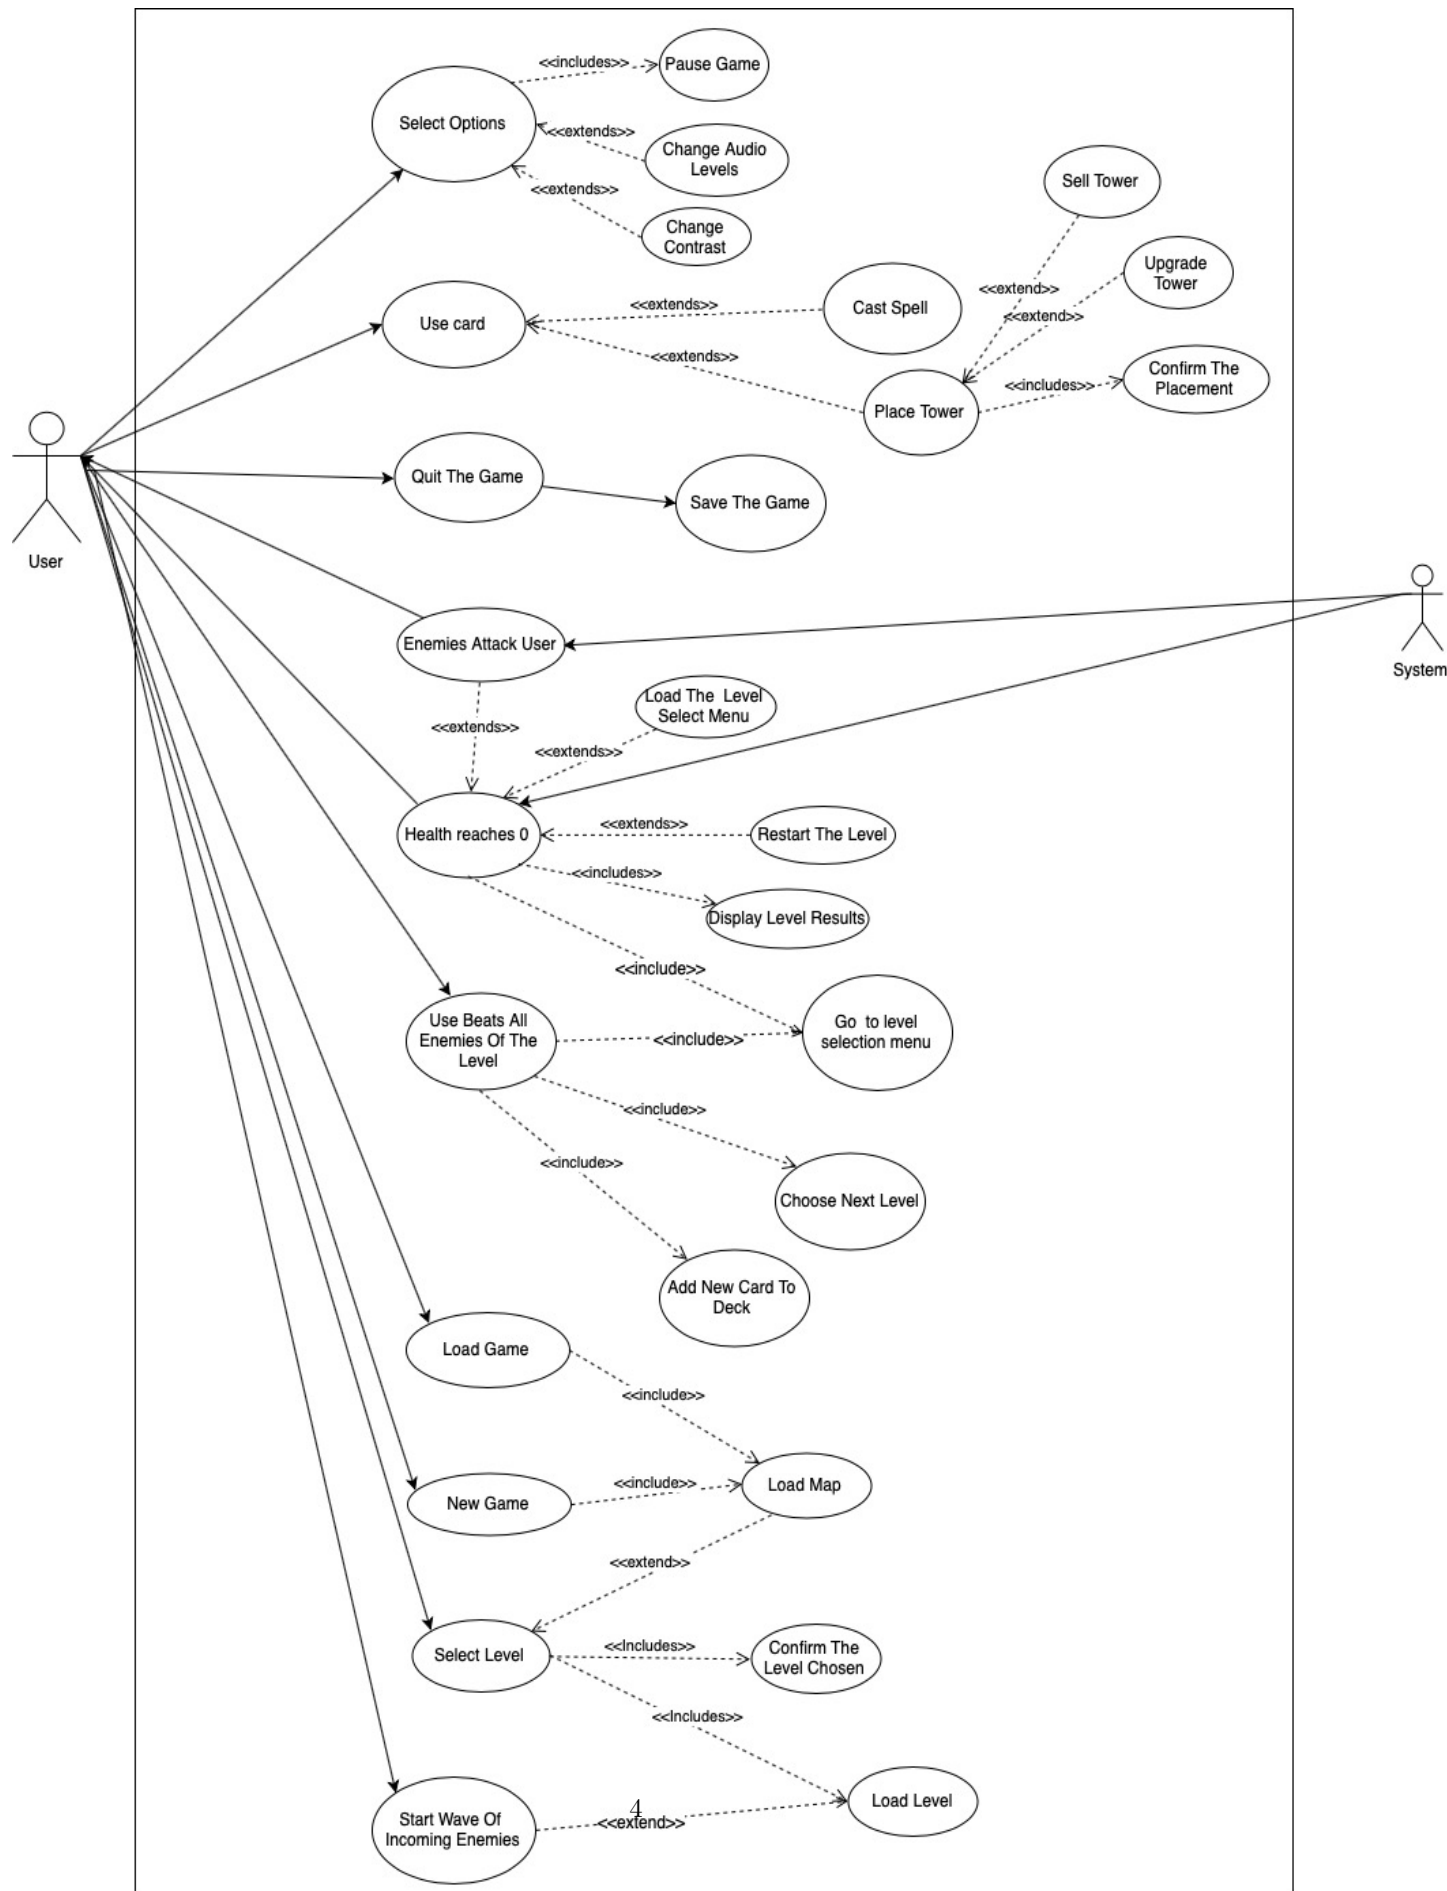 <<includes>>
Pause Game
Select Options
<<extends>>
Change Audio
Levels
<<extends>>
Change
Contrast
Sell Tower
Upgrade
Tower
<<extend>>
<<extend>>
Use card
<<extends>>
Cast Spell
<<extends>>
Place Tower
<<includes>>
Confirm The
Placement
Quit The Game
Save The Game
User
Enemies Attack User
System
<<extends>>
Load The Level
Select Menu
<<extends>>
Health reaches 0
<<extends>>
Restart The Level
<<includes>>
Display Level Results
<<include>>
Use Beats All
Enemies Of The
Level
<<include>>
Go to level
selection menu
<<include>>
Choose Next Level
<<include>>
Add New Card To
Deck
Load Game
<<include>>
New Game
<<include>>
Load Map
<<extend>>
Select Level
<<Includes>>
Confirm The
Level Chosen
<<Includes>>
Load Level
Start Wave Of
Incoming Enemies
<<extend>>
4